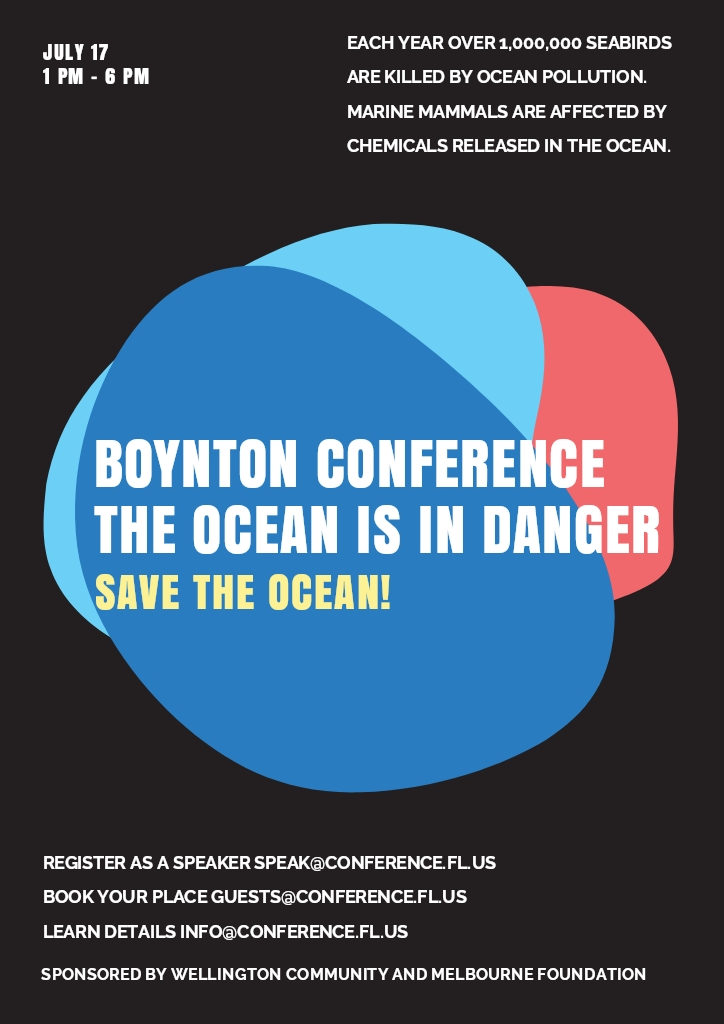 JULY 17
1 PM - 6 PM
EACH YEAR OVER 1,000,000 SEABIRDS
ARE KILLED BY OCEAN POLLUTION.
MARINE MAMMALS ARE AFFECTED BY
CHEMICALS RELEASED IN THE OCEAN.
BOYNTON CONFERENCE
THE OCEAN IS IN DANGER
SAVE THE OCEAN!
REGISTER AS A SPEAKER SPEAK@CONFERENCE.FL.US
BOOK YOUR PLACE GUESTS@CONFERENCE.FL.US
LEARN DETAILS INFO@CONFERENCE.FL.US
SPONSORED BY WELLINGTON COMMUNITY AND MELBOURNE FOUNDATION